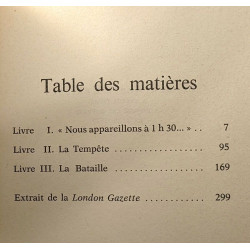 Table des matières
Livre I. « Nous appareillons à 1 h 30... » .. 7
Livre II. La Tempête .................... 95
Livre III. La Bataille .................... 169
Extrait de la London Gazette ............ 299